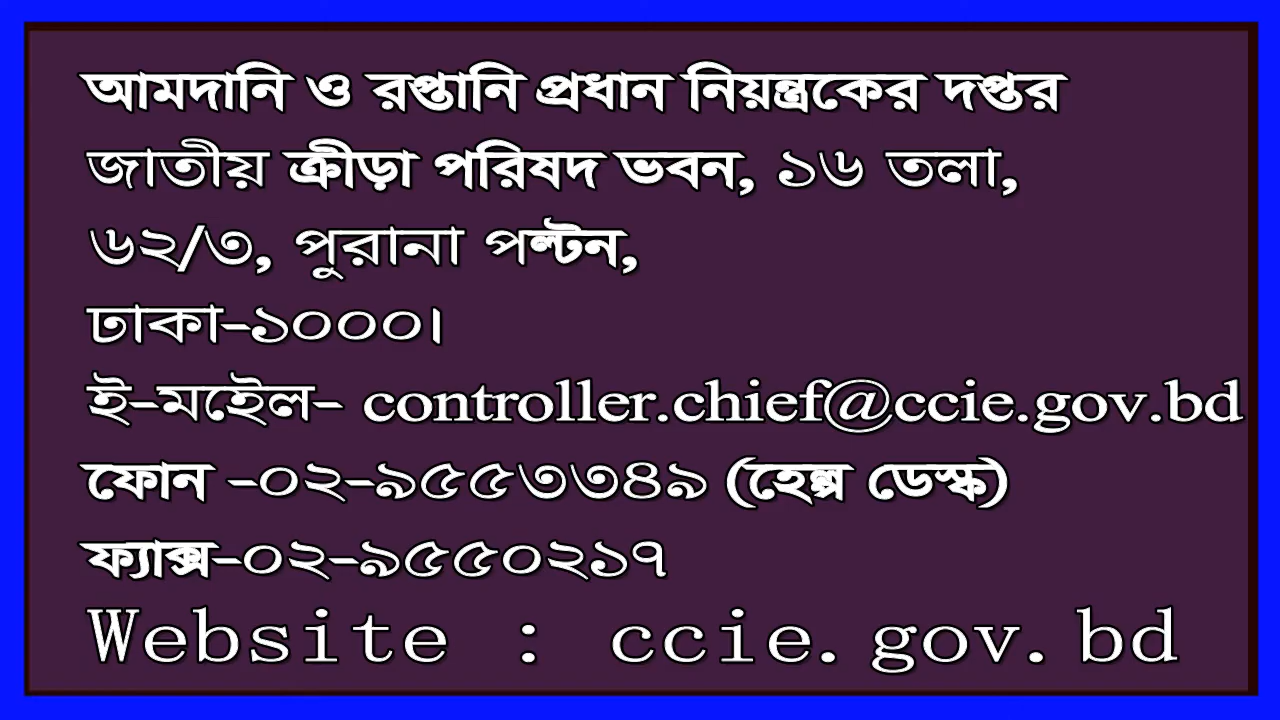 আমদানি ও রপ্তানি প্রধান নিয়ন্ত্রকের দপ্তর
জাতীয় ক্রীড়া পরিষদ ভবন, ১৬ তলা,
৬২/৩, পুরানা পল্টন,
ঢাকা-১০০০।
ই-মেইল- controller.chief@ccie.gov.bd
ফোন -০২-৯৫৫৩৩৪৯ (হেল্প ডেস্ক)
ফ্যাক্স-০২-৯৫৫০২১৭
Website : ccie.gov.bd